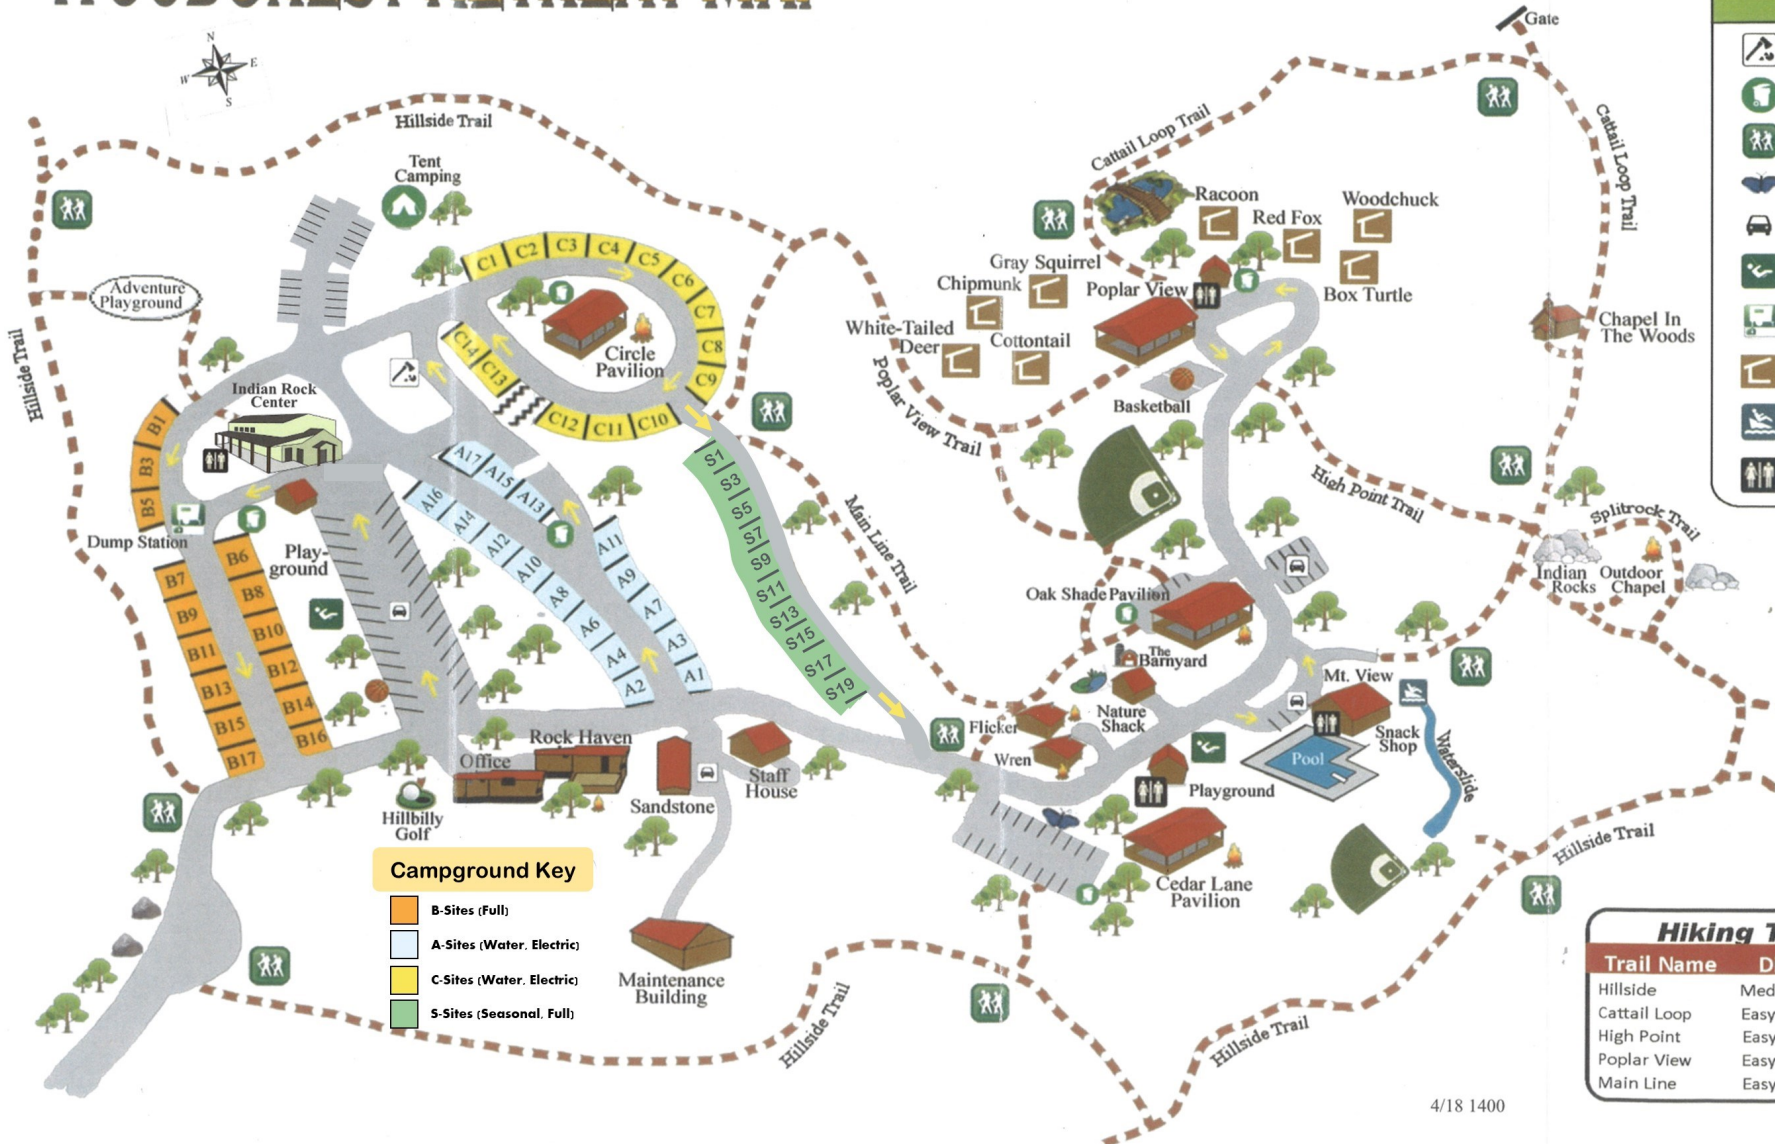 WOODCREST RETREAT MAP
N
W
E
S
Gate
Hillside Trail
Tent
Camping
Cattail Loop Trail
Cattail Loop Trail
Racoon
Woodchuck
Red Fox
Gray Squirrel
Chipmunk
Poplar View
Box Turtle
White-Tailed
Deer
Cottontail
Chapel In
The Woods
Adventure
Playground
Hillside Trail
C1
C2
C3
C4
C5
C6
C7
C8
C9
C10
C11
C12
C13
C14
Circle
Pavilion
Indian Rock
Center
Poplar View Trail
Basketball
B1
B3
B5
A17
A15
A13
A16
A14
A12
A10
A8
A6
A4
A2
A11
A9
A7
A3
A1
S1
S3
S5
S7
S9
S11
S13
S15
S17
S19
Main Line Trail
High Point Trail
Splitrock Trail
Dump Station
Play-
ground
Indian
Rocks
Outdoor
Chapel
B6
B8
B10
B12
B14
B16
B7
B9
B11
B13
B15
B17
Oak Shade Pavilion
The
Barnyard
Mt. View
Nature
Shack
Flicker
Wren
Snack
Shop
Pool
Waterslide
Playground
Rock Haven
Office
Sandstone
Staff
House
Hillbilly
Golf
Cedar Lane
Pavilion
Hillside Trail
Campground Key
B-Sites (Full)
A-Sites (Water, Electric)
C-Sites (Water, Electric)
S-Sites (Seasonal, Full)
Maintenance
Building
Hillside Trail
Hillside Trail
Hiking T
Trail Name D
Hillside Med
Cattail Loop Easy
High Point Easy
Poplar View Easy
Main Line Easy
4/18 1400